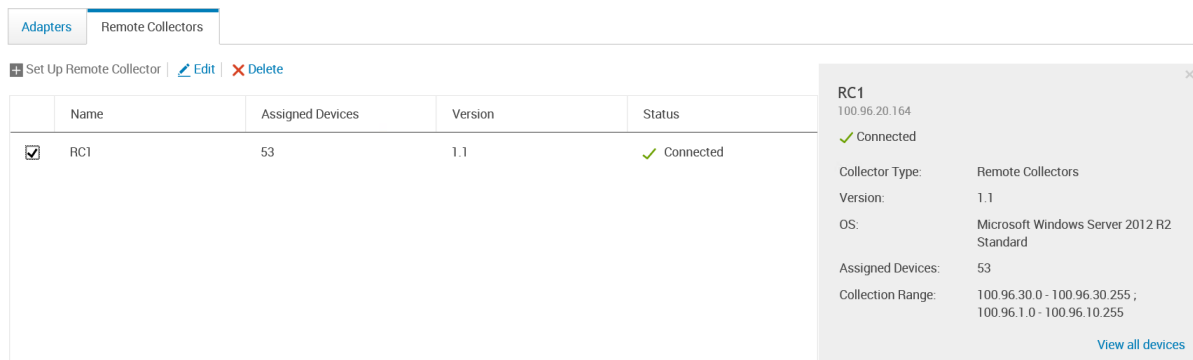 Adapters
Remote Collectors
Set Up Remote Collector
Edit
Delete
Name
Assigned Devices
Version
Status
RC1
53
1.1
Connected
RC1
100.96.20.164
Connected
Collector Type:
Remote Collectors
Version:
1.1
OS:
Microsoft Windows Server 2012 R2
Standard
Assigned Devices:
53
Collection Range:
100.96.30.0 - 100.96.30.255 ;
100.96.1.0 - 100.96.10.255
View all devices